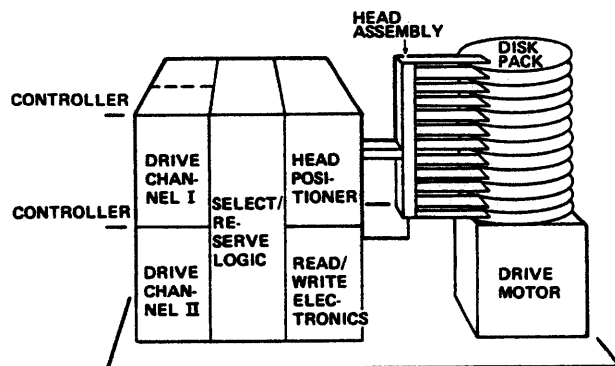 HEAD
ASSEMBLY
DISK
PACK
CONTROLLER
DRIVE
CHAN-
NEL I
HEAD
POSI-
TIONER
SELECT/
RE-
SERVE
LOGIC
CONTROLLER
DRIVE
CHAN-
NEL II
READ/
WRITE
ELEC-
TRONICS
DRIVE
MOTOR